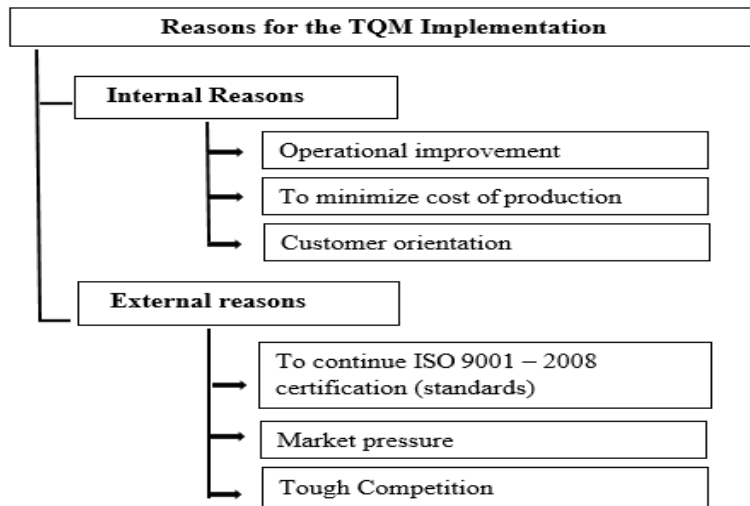 Reasons for the TQM Implementation
Internal Reasons
Operational improvement
To minimize cost of production
Customer orientation
External reasons
To continue ISO 9001 – 2008
certification (standards)
Market pressure
Tough Competition